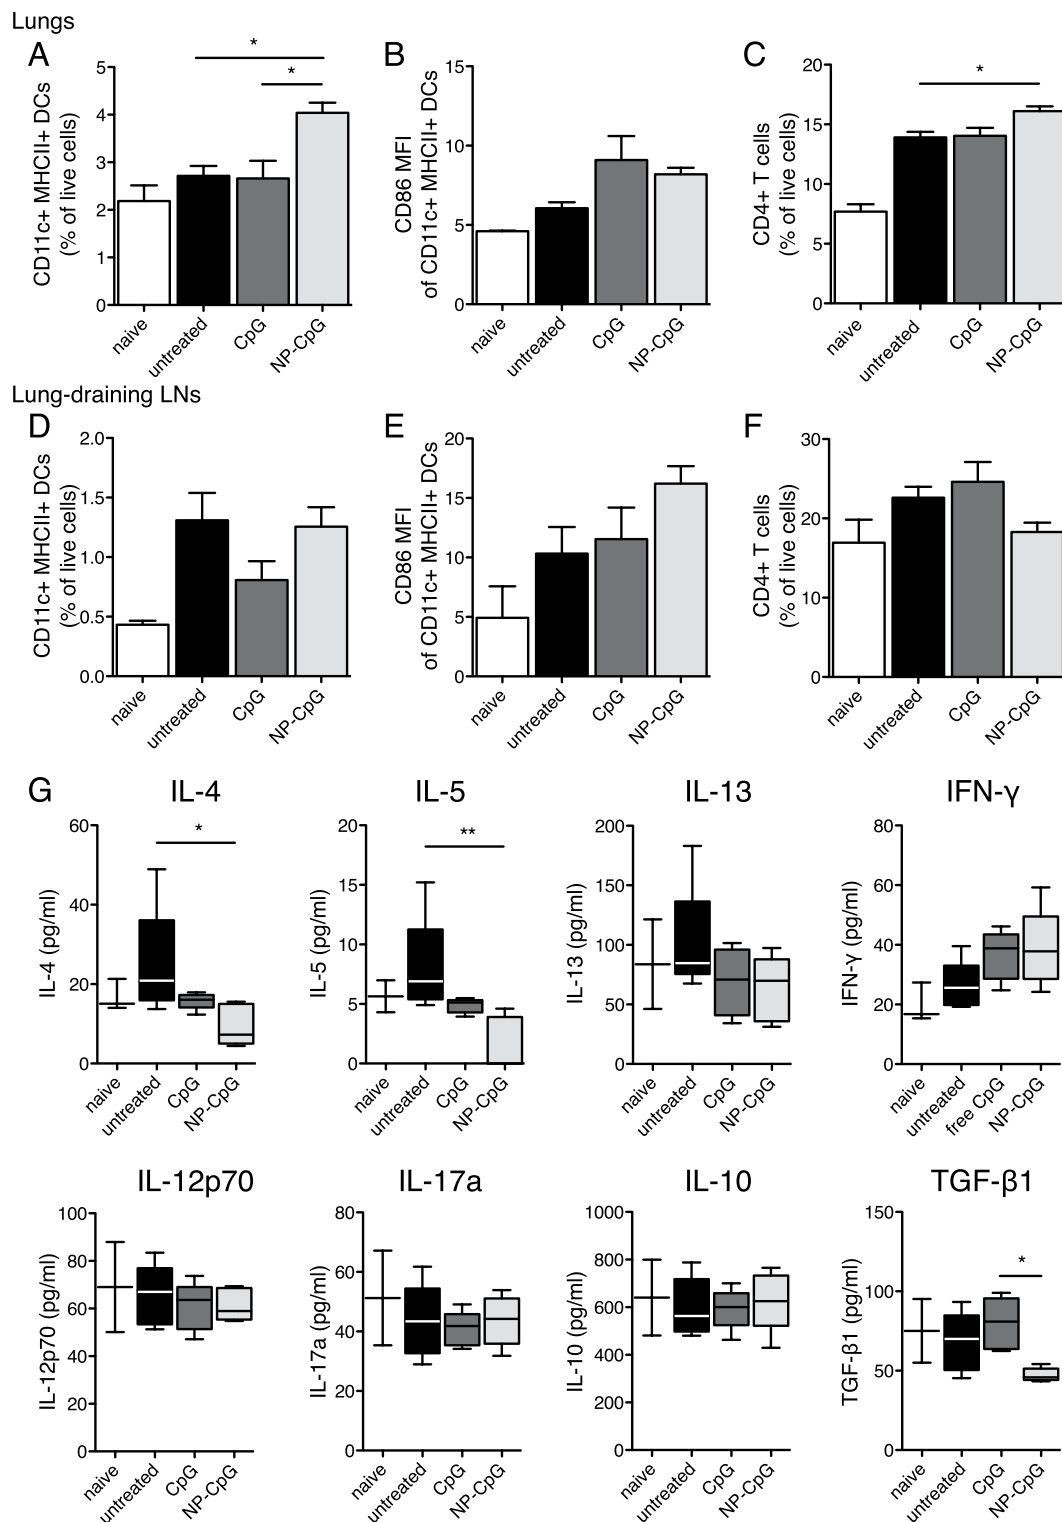 Lungs
A
CD11c+ MHCII+ DCs
(% of live cells)
5
4
3
2
1
0
*
*
naive
untreated
CpG
NP-CpG
B
CD86 MFI
of CD11c+ MHCII+ DCs
15
10
5
0
naive
untreated
CpG
NP-CpG
C
CD4+ T cells
(% of live cells)
20
15
10
5
0
*
naive
untreated
CpG
NP-CpG
Lung-draining LNs
D
CD11c+ MHCII+ DCs
(% of live cells)
2.0
1.5
1.0
0.5
0.0
naive
untreated
CpG
NP-CpG
E
CD86 MFI
of CD11c+ MHCII+ DCs
20
15
10
5
0
naive
untreated
CpG
NP-CpG
F
CD4+ T cells
(% of live cells)
30
20
10
0
naive
untreated
CpG
NP-CpG
G
IL-4
IL-4 (pg/ml)
60
40
20
0
*
naive
untreated
CpG
NP-CpG
IL-5
IL-5 (pg/ml)
20
15
10
5
0
**
naive
untreated
CpG
NP-CpG
IL-13
IL-13 (pg/ml)
200
150
100
50
0
naive
untreated
CpG
NP-CpG
IFN-γ
IFN-γ (pg/ml)
80
60
40
20
0
naive
untreated
free CpG
NP-CpG
IL-12p70
IL-12p70 (pg/ml)
100
80
60
40
20
0
naive
untreated
CpG
NP-CpG
IL-17a
IL-17a (pg/ml)
80
60
40
20
0
naive
untreated
CpG
NP-CpG
IL-10
IL-10 (pg/ml)
1000
800
600
400
200
0
naive
untreated
CpG
NP-CpG
TGF-β1
TGF-β1 (pg/ml)
150
100
50
0
*
naive
untreated
CpG
NP-CpG